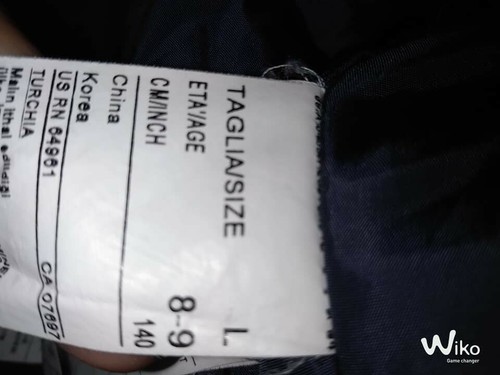 TAGLIA/SIZE L.
ETA'/AGE 8-9
CM/INCH 140
China
Korea
US RN 64961 CA 07697
TURCHIA
Wiko
Game changer